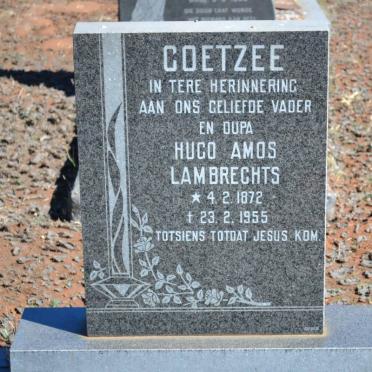 COETZEE
IN TERE HERINNERING
AAN ONS GELIEFDE VADER
EN OUPA
HUGO AMOS
LAMBRECHTS
* 4. 2. 1872
† 23. 2. 1955
TOTSIENS TOTDAT JESUS KOM.